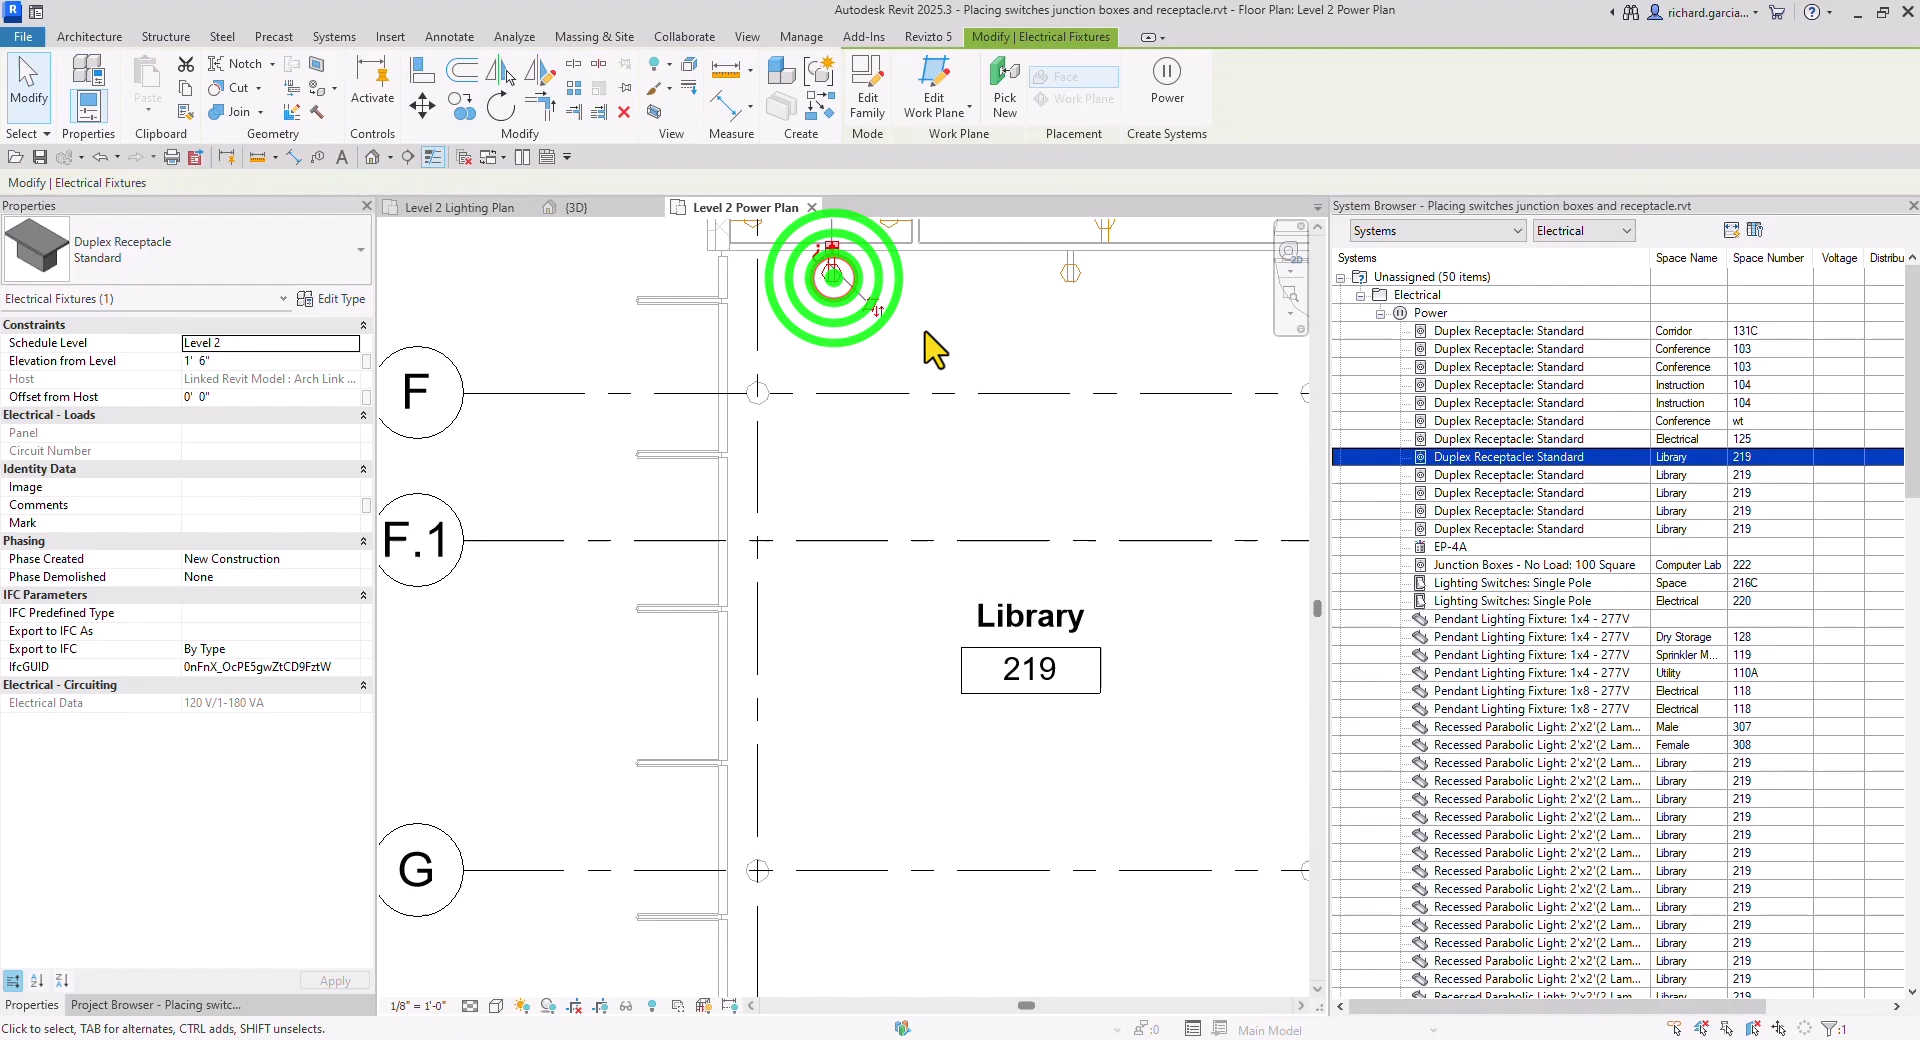 Autodesk Revit 2025.3 - Placing switches junction boxes and receptacle.rvt - Floor Plan: Level 2 Power Plan
richard.garcia...
File Architecture Structure Steel Precast Systems Insert Annotate Analyze Massing & Site Collaborate View Manage Add-Ins Revizto 5 Modify | Electrical Fixtures
Modify
Paste
Notch
Cut
Join
Activate
Edit Family
Edit Work Plane
Pick New
Face
Work Plane
Power
Select Properties Clipboard Geometry Controls Modify View Measure Create Mode Work Plane Placement Create Systems
Modify | Electrical Fixtures
Properties
Duplex Receptacle
Standard
Electrical Fixtures (1) Edit Type
Constraints
Schedule Level Level 2
Elevation from Level 1' 6"
Host Linked Revit Model : Arch Link ...
Offset from Host 0' 0"
Electrical - Loads
Panel
Circuit Number
Identity Data
Image
Comments
Mark
Phasing
Phase Created New Construction
Phase Demolished None
IFC Parameters
IFC Predefined Type
Export to IFC As
Export to IFC By Type
IfcGUID 0nFnX_OcPE5gwZtCD9FztW
Electrical - Circuiting
Electrical Data 120 V/1-180 VA
Apply
Properties Project Browser - Placing switc...
Click to select, TAB for alternates, CTRL adds, SHIFT unselects.
Level 2 Lighting Plan {3D} Level 2 Power Plan
2D
F
F.1
Library
219
G
1/8" = 1'-0"
:0
Main Model
:1
System Browser - Placing switches junction boxes and receptacle.rvt
Systems Electrical
Systems Space Name Space Number Voltage Distribu
Unassigned (50 items)
Electrical
Power
Duplex Receptacle: Standard Corridor 131C
Duplex Receptacle: Standard Conference 103
Duplex Receptacle: Standard Conference 103
Duplex Receptacle: Standard Instruction 104
Duplex Receptacle: Standard Instruction 104
Duplex Receptacle: Standard Conference wt
Duplex Receptacle: Standard Electrical 125
Duplex Receptacle: Standard Library 219
Duplex Receptacle: Standard Library 219
Duplex Receptacle: Standard Library 219
Duplex Receptacle: Standard Library 219
Duplex Receptacle: Standard Library 219
EP-4A
Junction Boxes - No Load: 100 Square Computer Lab 222
Lighting Switches: Single Pole Space 216C
Lighting Switches: Single Pole Electrical 220
Pendant Lighting Fixture: 1x4 - 277V
Pendant Lighting Fixture: 1x4 - 277V Dry Storage 128
Pendant Lighting Fixture: 1x4 - 277V Sprinkler M... 119
Pendant Lighting Fixture: 1x4 - 277V Utility 110A
Pendant Lighting Fixture: 1x8 - 277V Electrical 118
Pendant Lighting Fixture: 1x8 - 277V Electrical 118
Recessed Parabolic Light: 2'x2'(2 Lam... Male 307
Recessed Parabolic Light: 2'x2'(2 Lam... Female 308
Recessed Parabolic Light: 2'x2'(2 Lam... Library 219
Recessed Parabolic Light: 2'x2'(2 Lam... Library 219
Recessed Parabolic Light: 2'x2'(2 Lam... Library 219
Recessed Parabolic Light: 2'x2'(2 Lam... Library 219
Recessed Parabolic Light: 2'x2'(2 Lam... Library 219
Recessed Parabolic Light: 2'x2'(2 Lam... Library 219
Recessed Parabolic Light: 2'x2'(2 Lam... Library 219
Recessed Parabolic Light: 2'x2'(2 Lam... Library 219
Recessed Parabolic Light: 2'x2'(2 Lam... Library 219
Recessed Parabolic Light: 2'x2'(2 Lam... Library 219
Recessed Parabolic Light: 2'x2'(2 Lam... Library 219
Recessed Parabolic Light: 2'x2'(2 Lam... Library 219
Recessed Parabolic Light: 2'x2'(2 Lam... Library 219
Recessed Parabolic Light: 2'x2'(2 Lam... Library 219